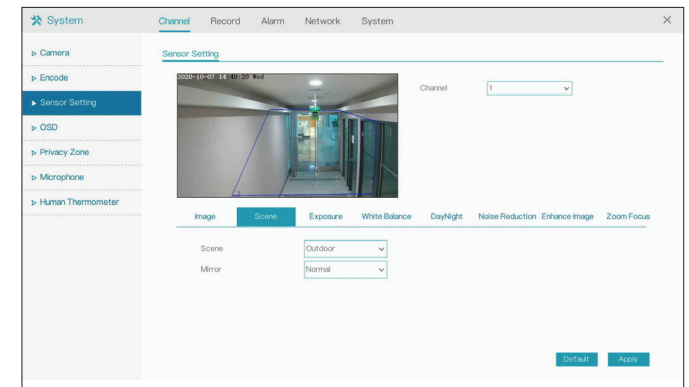 System
Channel Record Alarm Network System
Camera
Encode
Sensor Setting
OSD
Privacy Zone
Microphone
Human Thermometer
Sensor Setting
2020-10-07 14:49:20 Wed
Channel 1
Image Scene Exposure White Balance DayNight Noise Reduction Enhance Image Zoom Focus
Scene Outdoor
Mirror Normal
Default Apply